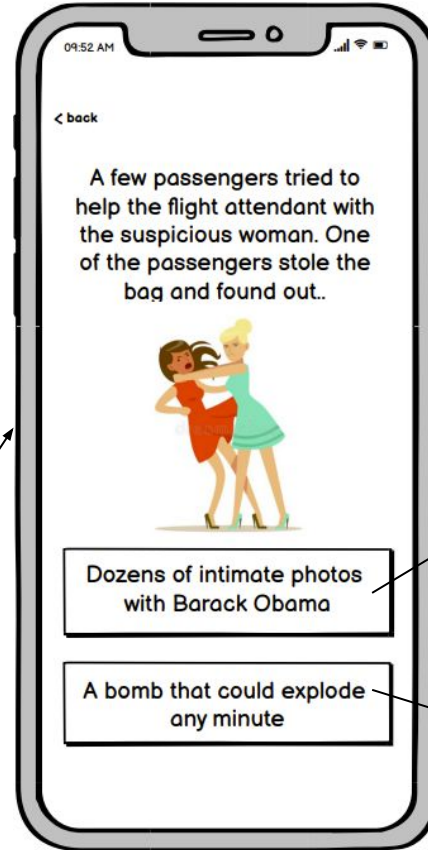 09:52 AM
< back
A few passengers tried to
help the flight attendant with
the suspicious woman. One
of the passengers stole the
bag and found out..
Dozens of intimate photos
with Barack Obama
A bomb that could explode
any minute